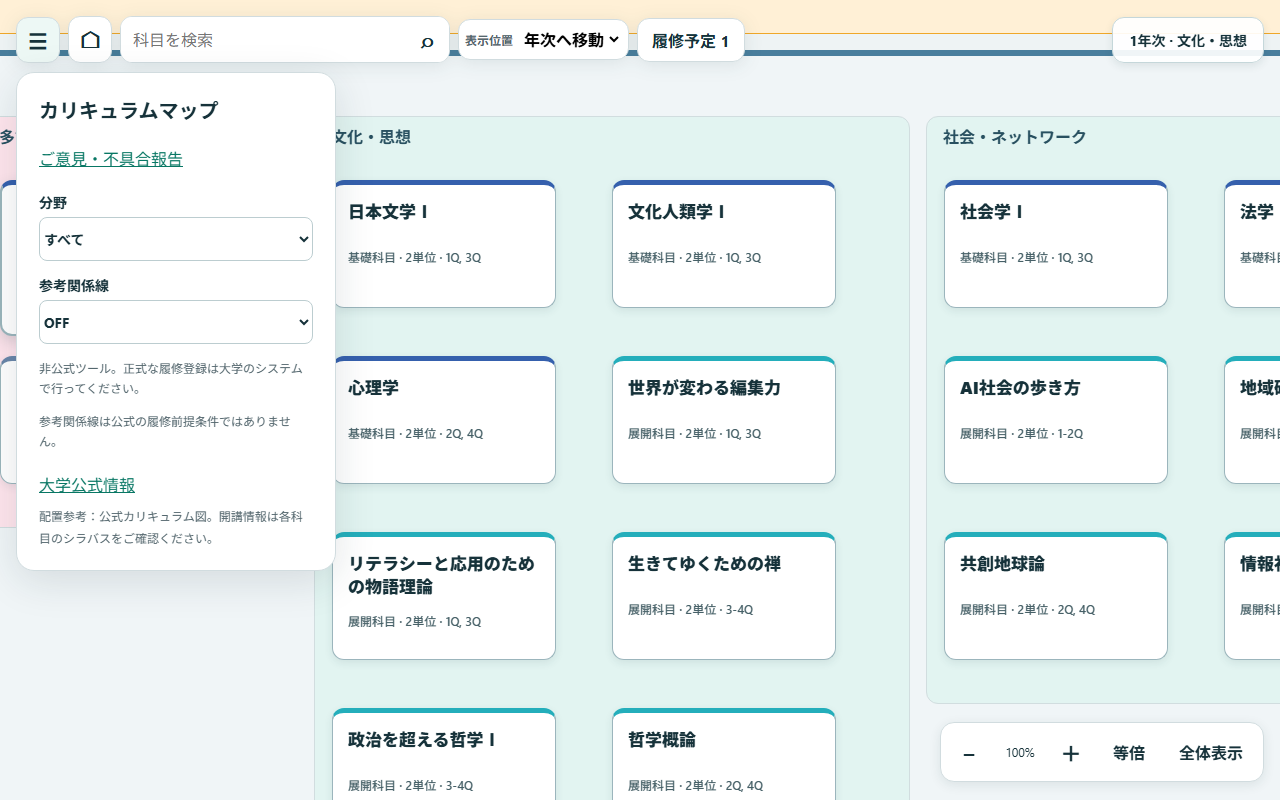 科目を検索
表示位置 年次へ移動
履修予定 1
1年次 · 文化・思想
カリキュラムマップ
ご意見・不具合報告
分野
すべて
参考関係線
OFF
非公式ツール。正式な履修登録は大学のシステム
で行ってください。
参考関係線は公式の履修前提条件ではありませ
ん。
大学公式情報
配置参考：公式カリキュラム図。開講情報は各科
目のシラバスをご確認ください。
多
文化・思想
日本文学 I
基礎科目 · 2単位 · 1Q, 3Q
文化人類学 I
基礎科目 · 2単位 · 1Q, 3Q
心理学
基礎科目 · 2単位 · 2Q, 4Q
世界が変わる編集力
展開科目 · 2単位 · 1Q, 3Q
リテラシーと応用のため
の物語理論
展開科目 · 2単位 · 1Q, 3Q
生きてゆくための禅
展開科目 · 2単位 · 3-4Q
政治を超える哲学 I
展開科目 · 2単位 · 3-4Q
哲学概論
展開科目 · 2単位 · 2Q, 4Q
社会・ネットワーク
社会学 I
基礎科目 · 2単位 · 1Q, 3Q
法学
基礎
AI社会の歩き方
展開科目 · 2単位 · 1-2Q
地域
展開
共創地球論
展開科目 · 2単位 · 2Q, 4Q
情報
展開
100%
等倍
全体表示